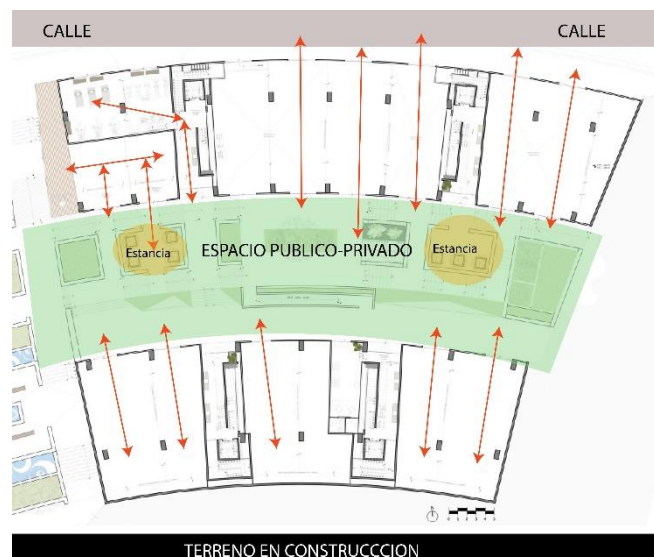 CALLE
CALLE
Estancia
ESPACIO PUBLICO-PRIVADO
Estancia
TERRENO EN CONSTRUCCCION